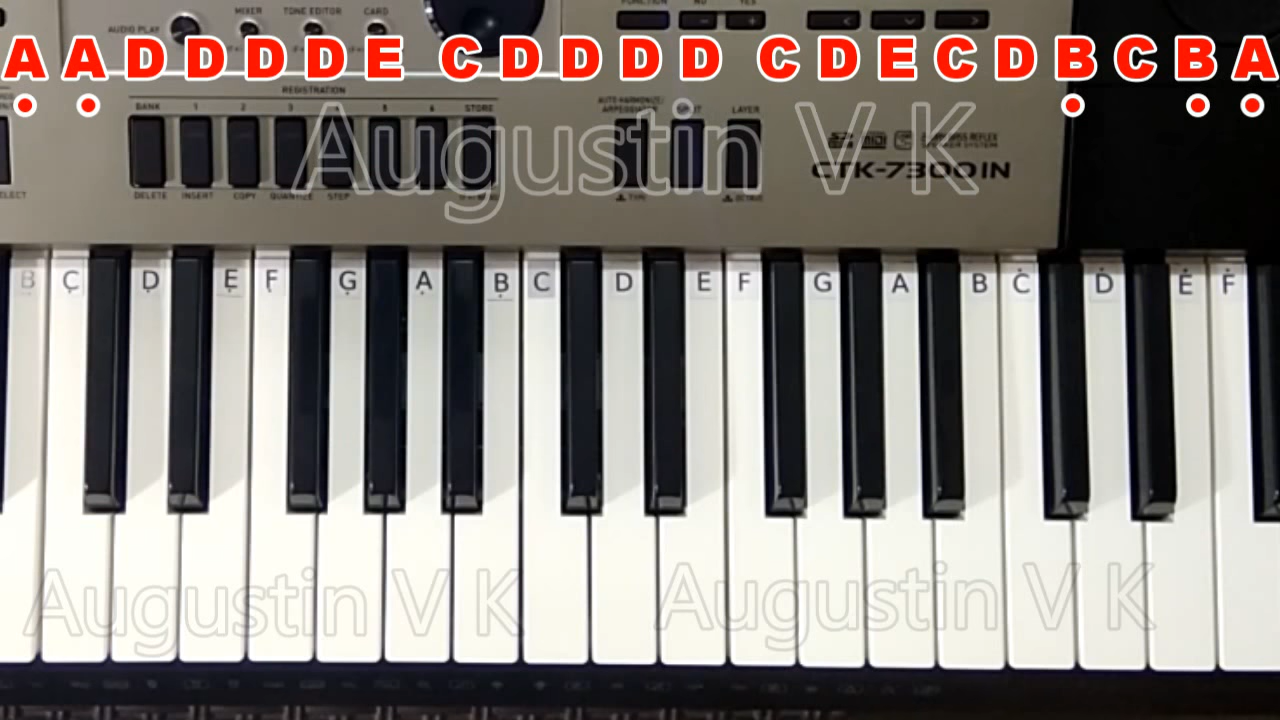 MIXER TONE EDITOR CARD
AUDIO PLAY
A A D D D D E C D D D D C D E C D B C B A
REGISTRATION
BANK 1 2 3 4 5 6 STORE
LAYER
Augustin V K
CTK-7300IN
DELETE INSERT COPY QUANTIZE STEP
B C D E F G A B C D E F G A B C D E F
Augustin V K Augustin V K